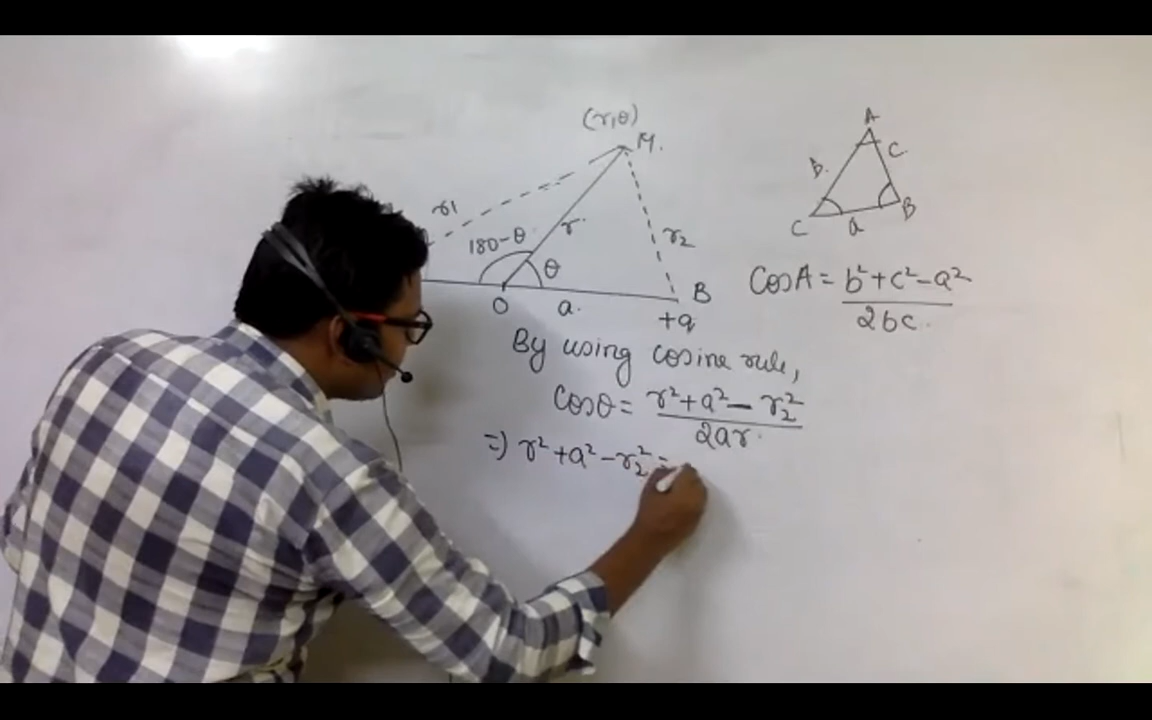 (r,θ)
M.
r1
180-θ
r
r2
θ
O
a.
B
+q
A
b.
c.
C
a
B
CosA = b²+c²-a² / 2bc.
By using cosine rule,
Cosθ = r²+a²-r₂² / 2ar.
=) r²+a²-r₂² =